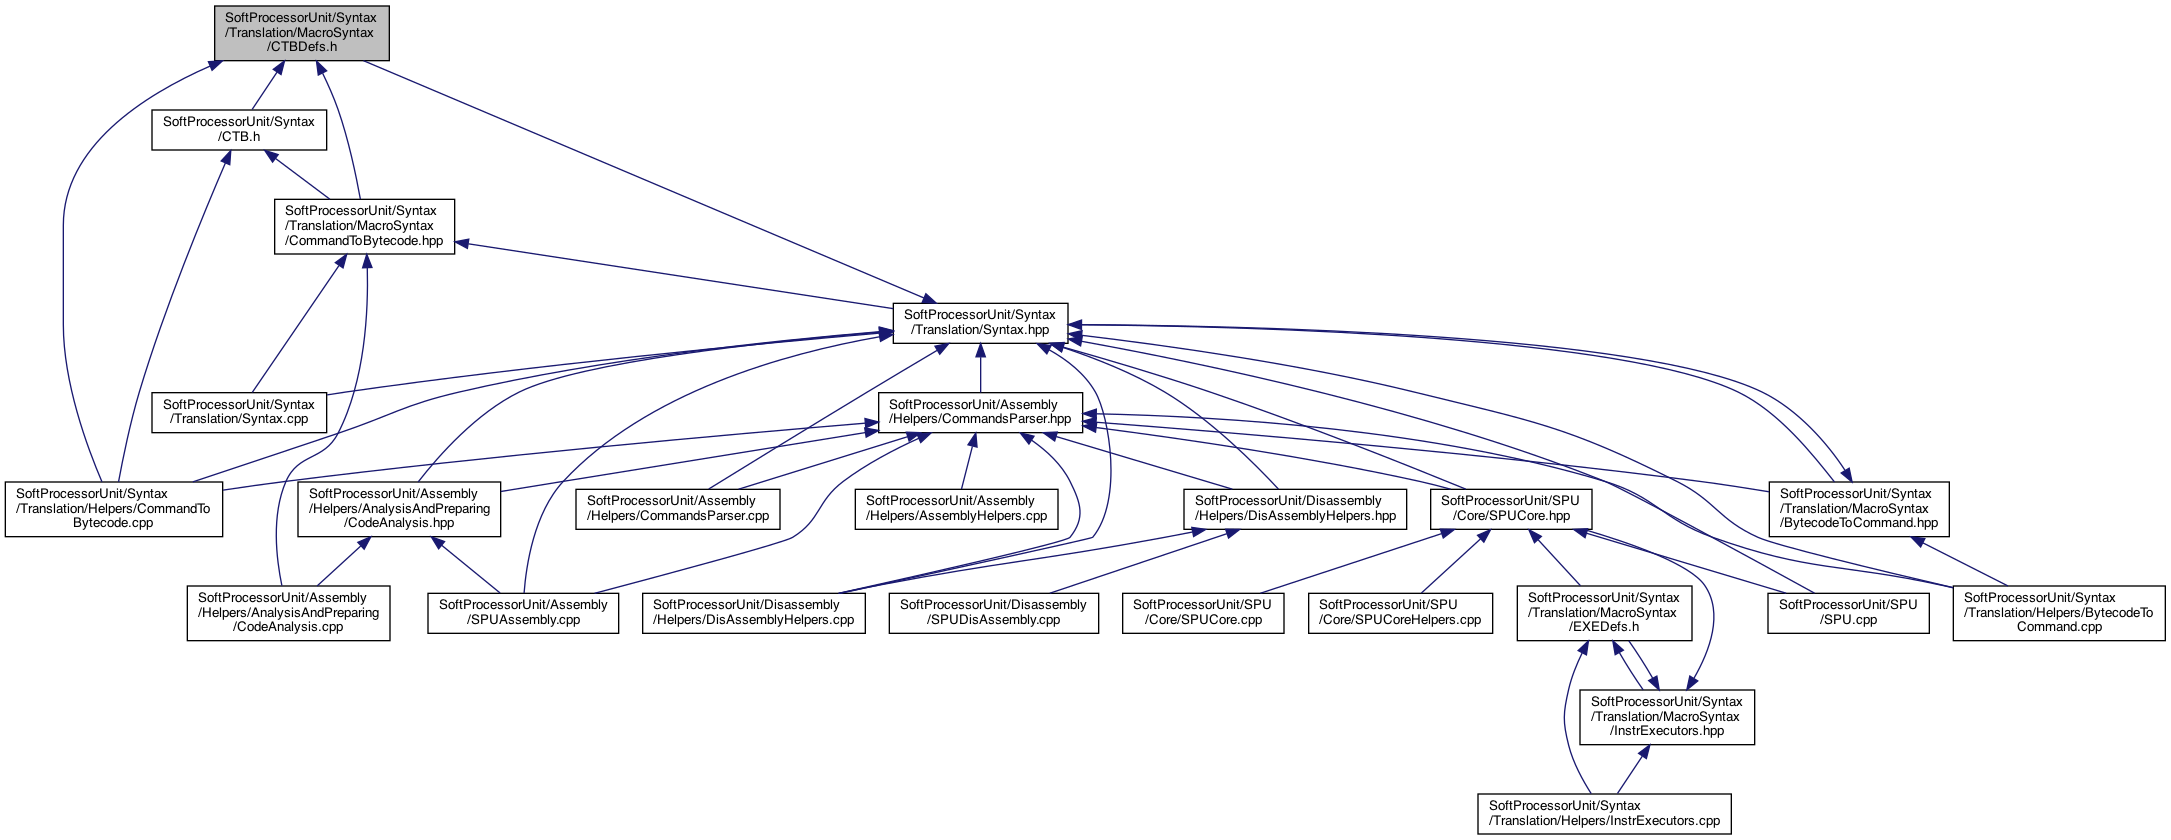 SoftProcessorUnit/Syntax
/Translation/MacroSyntax
/CTBDefs.h
SoftProcessorUnit/Syntax
/CTB.h
SoftProcessorUnit/Syntax
/Translation/MacroSyntax
/CommandToBytecode.hpp
SoftProcessorUnit/Syntax
/Translation/Syntax.hpp
SoftProcessorUnit/Syntax
/Translation/Syntax.cpp
SoftProcessorUnit/Assembly
/Helpers/CommandsParser.hpp
SoftProcessorUnit/Syntax
/Translation/Helpers/CommandTo
Bytecode.cpp
SoftProcessorUnit/Assembly
/Helpers/AnalysisAndPreparing
/CodeAnalysis.hpp
SoftProcessorUnit/Assembly
/Helpers/CommandsParser.cpp
SoftProcessorUnit/Assembly
/Helpers/AssemblyHelpers.cpp
SoftProcessorUnit/Disassembly
/Helpers/DisAssemblyHelpers.hpp
SoftProcessorUnit/SPU
/Core/SPUCore.hpp
SoftProcessorUnit/Syntax
/Translation/MacroSyntax
/BytecodeToCommand.hpp
SoftProcessorUnit/Assembly
/Helpers/AnalysisAndPreparing
/CodeAnalysis.cpp
SoftProcessorUnit/Assembly
/SPUAssembly.cpp
SoftProcessorUnit/Disassembly
/Helpers/DisAssemblyHelpers.cpp
SoftProcessorUnit/Disassembly
/SPUDisAssembly.cpp
SoftProcessorUnit/SPU
/Core/SPUCore.cpp
SoftProcessorUnit/SPU
/Core/SPUCoreHelpers.cpp
SoftProcessorUnit/Syntax
/Translation/MacroSyntax
/EXEDefs.h
SoftProcessorUnit/SPU
/SPU.cpp
SoftProcessorUnit/Syntax
/Translation/Helpers/BytecodeTo
Command.cpp
SoftProcessorUnit/Syntax
/Translation/MacroSyntax
/InstrExecutors.hpp
SoftProcessorUnit/Syntax
/Translation/Helpers/InstrExecutors.cpp